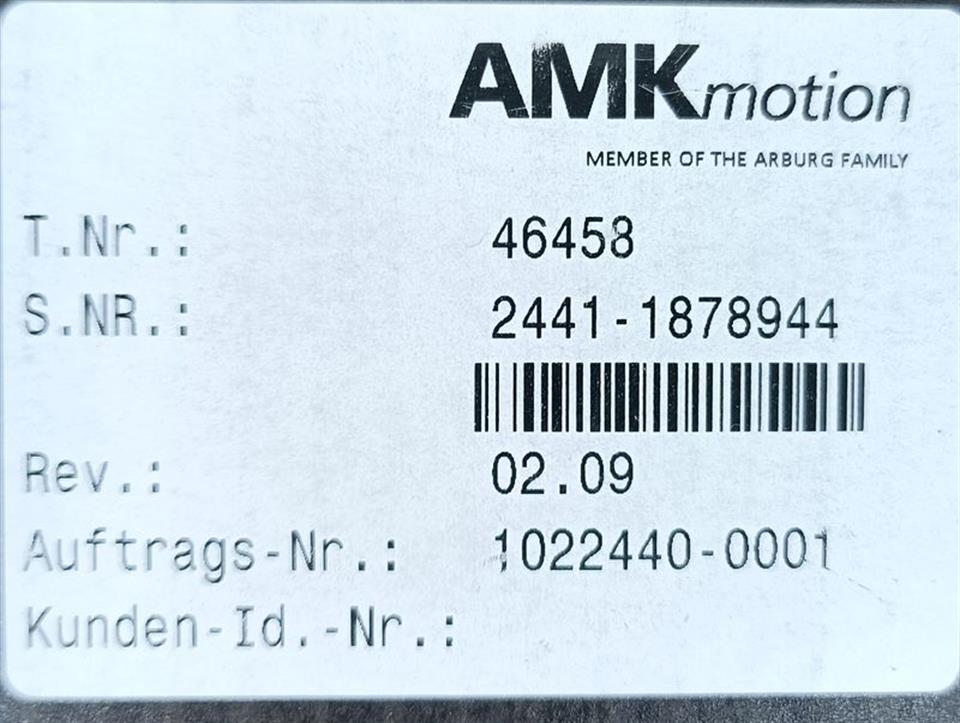 AMKmotion
MEMBER OF THE ARBURG FAMILY
T.Nr.: 46458
S.NR.: 2441-1878944
Rev.: 02.09
Auftrags-Nr.: 1022440-0001
Kunden-Id.-Nr.: